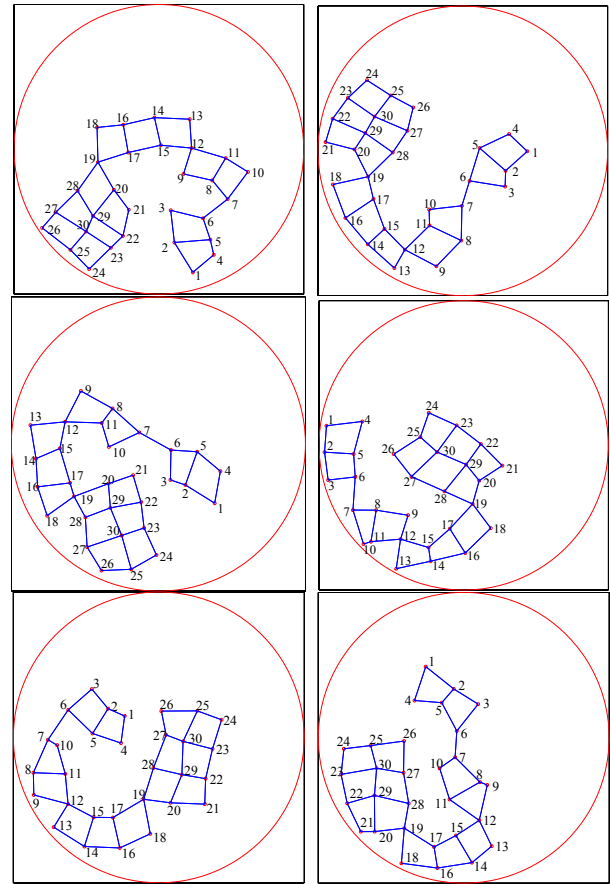 14 13
18 16
12
15 11
17
19 9 10
8
28 20
7
3 21
27
29 6
26 30 22
2 5
25 23 4
24 1
24
23 25
26
22 30 4
27
29 5 1
21
20 28 2
18 19 6 3
17
10 7
16
11
15
14 12 8
13 9
9
8
13 12 11 7
15 10 6 5
14 4
17 21
16 20 3 2
19 22
18 29 1
28
23
30
27 24
26 25
24
1 4 23
25
22
2 5 30
26 29 21
3 6 27 20
28
19
7 8 9
17 18
12 15
10 11
16
13 14
3
26 25
6 2 24
1
27 30
7 5 23
10 4
28
8 11 29 22
9 19
12 15 17 20 21
13 18
14 16
1
2
4 5 3
6
24 25 26
7
30 10
23 27 8
9
22 29 11
28
12
21 20 19 15
17 13
18 14
16